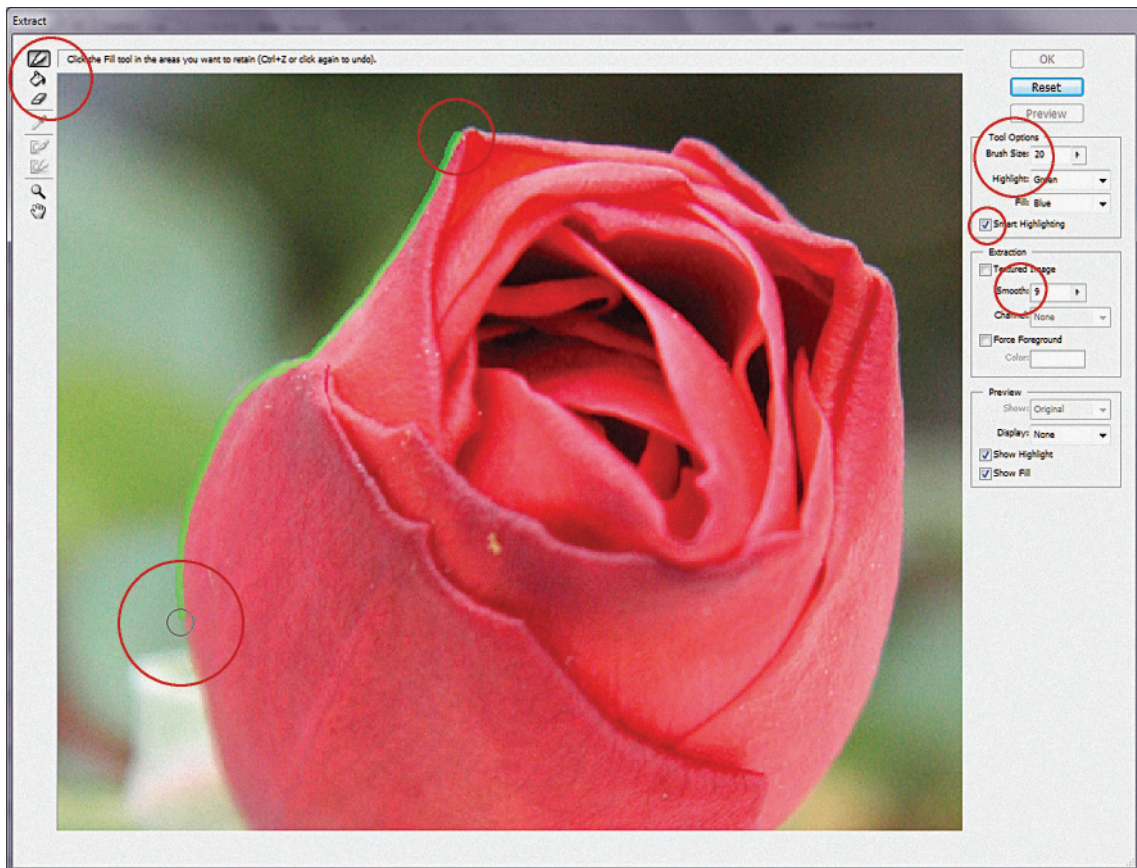 Extract
Click the Fill tool in the areas you want to retain (Ctrl+Z or click again to undo).
OK
Reset
Preview
Tool Options
Brush Size: 20
Highlight: Green
Fill: Blue
Smart Highlighting
Extraction
Textured Image
Smooth: 9
Channel: None
Force Foreground
Color:
Preview
Show: Original
Display: None
Show Highlight
Show Fill